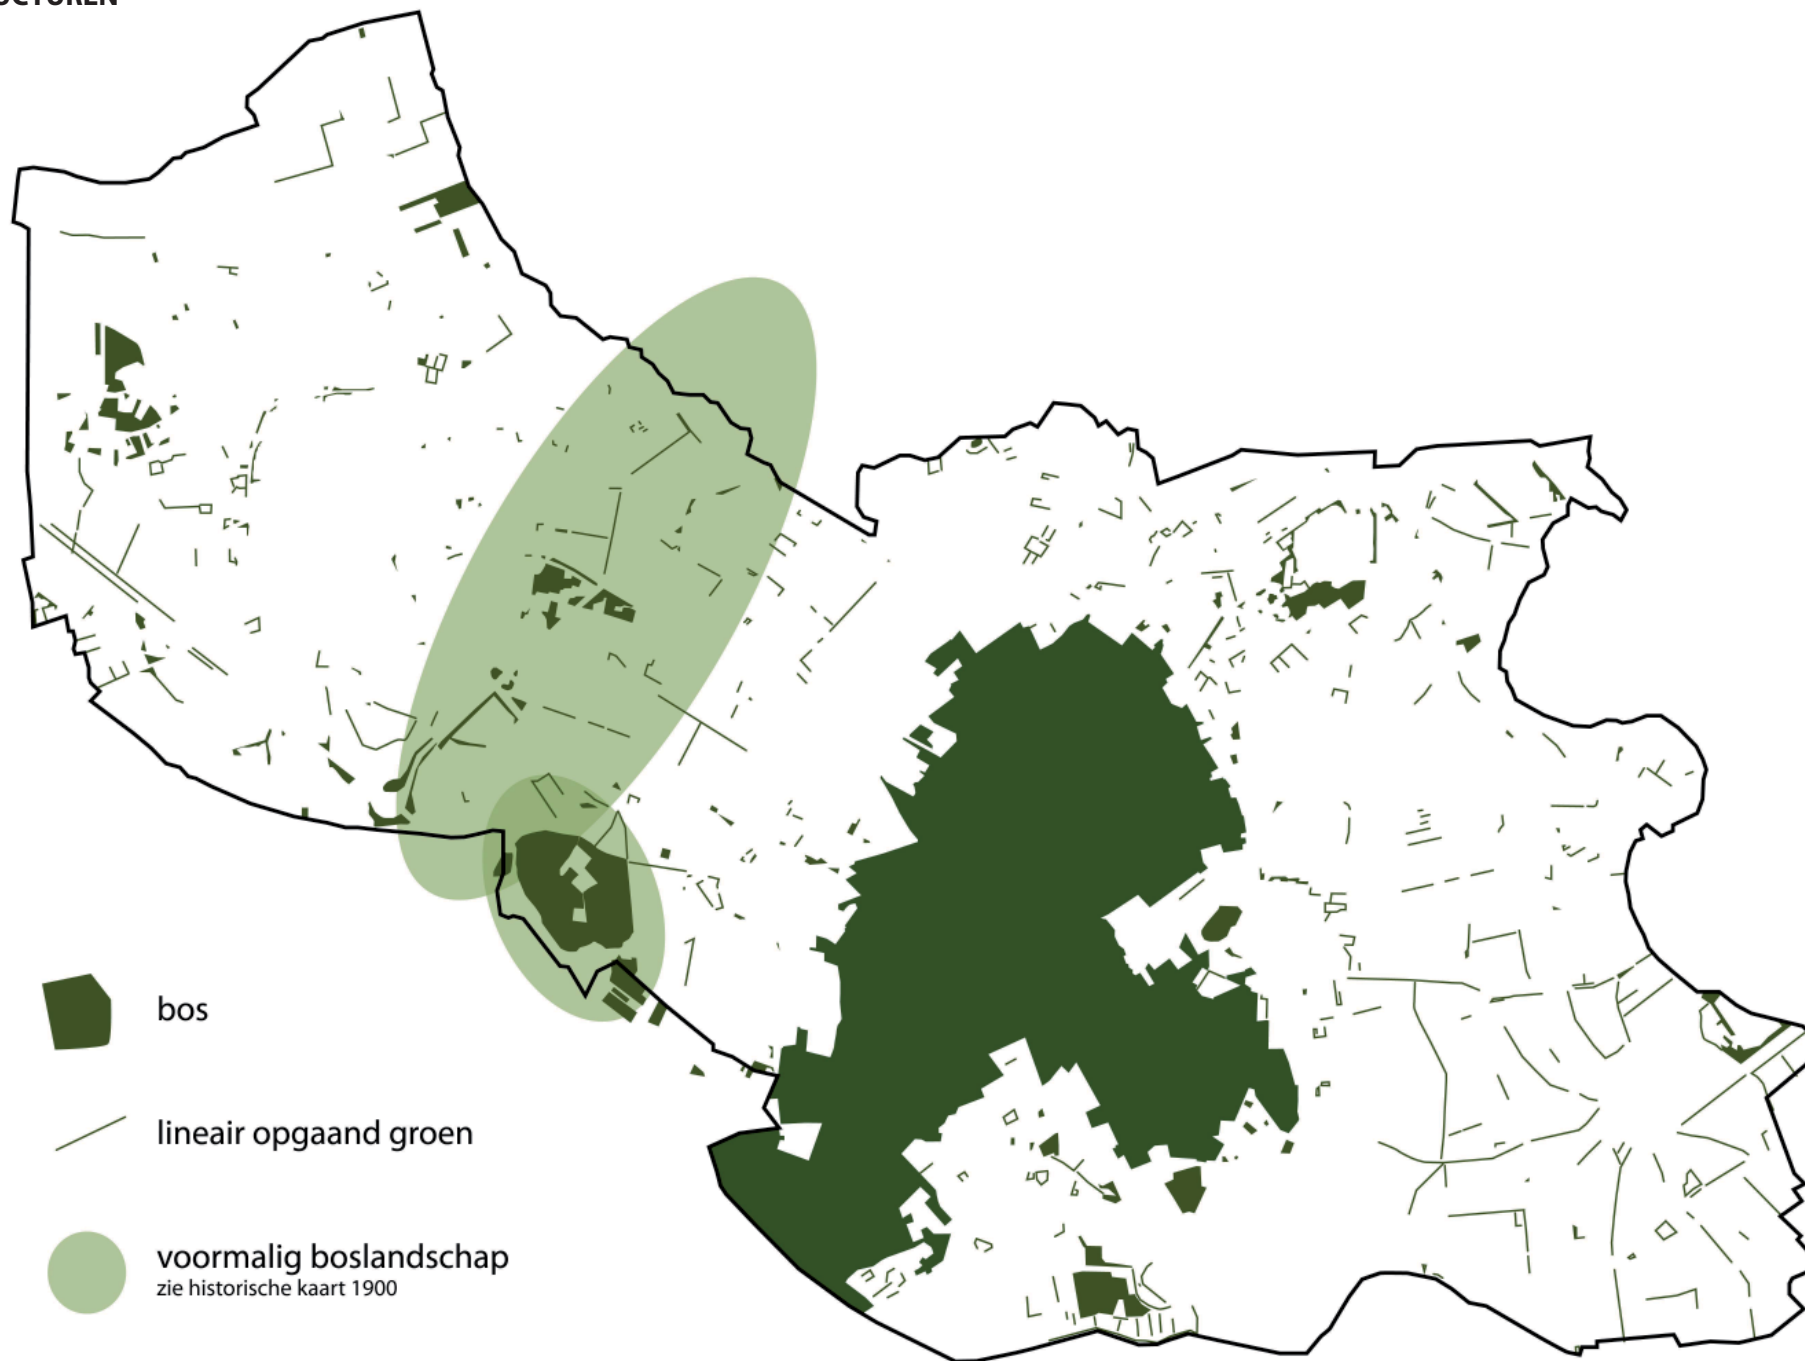 bos
lineair opgaand groen
voormalig boslandschap
zie historische kaart 1900